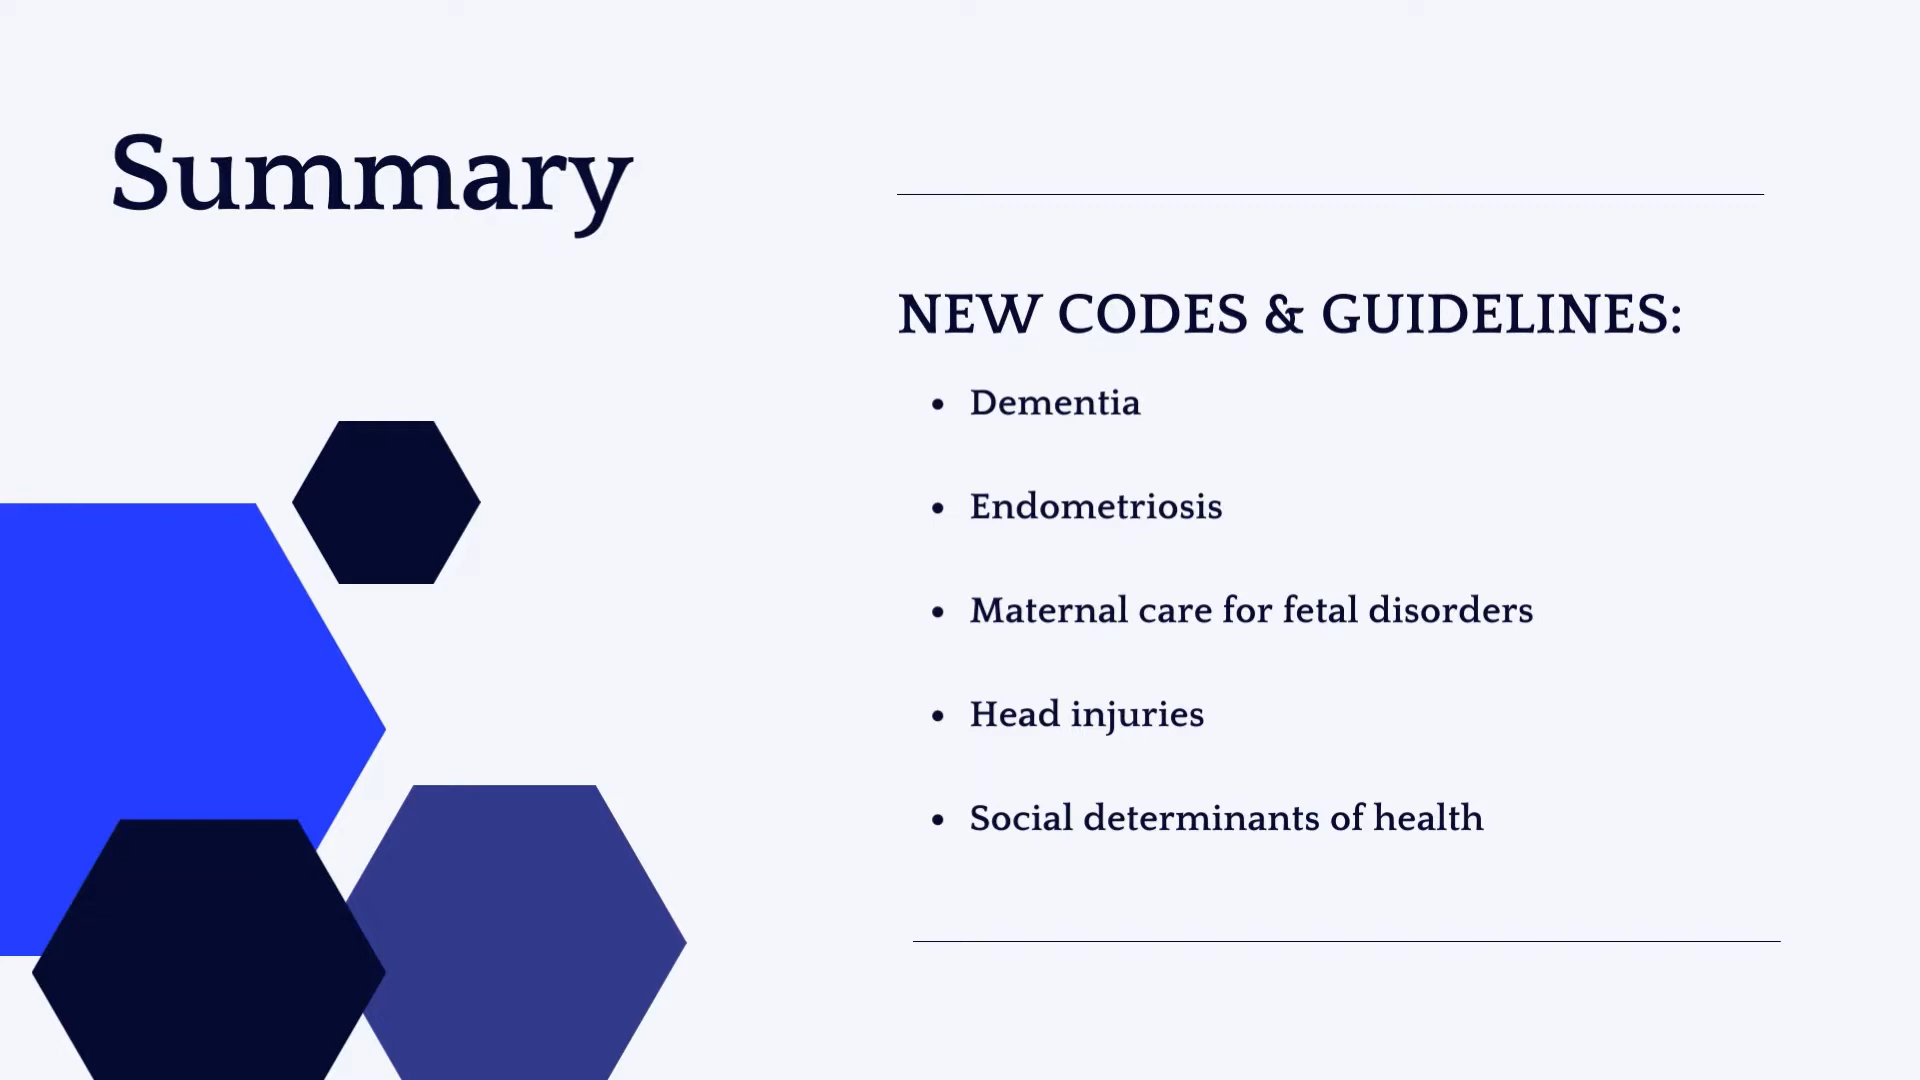 Summary
NEW CODES & GUIDELINES:
• Dementia
• Endometriosis
• Maternal care for fetal disorders
• Head injuries
• Social determinants of health